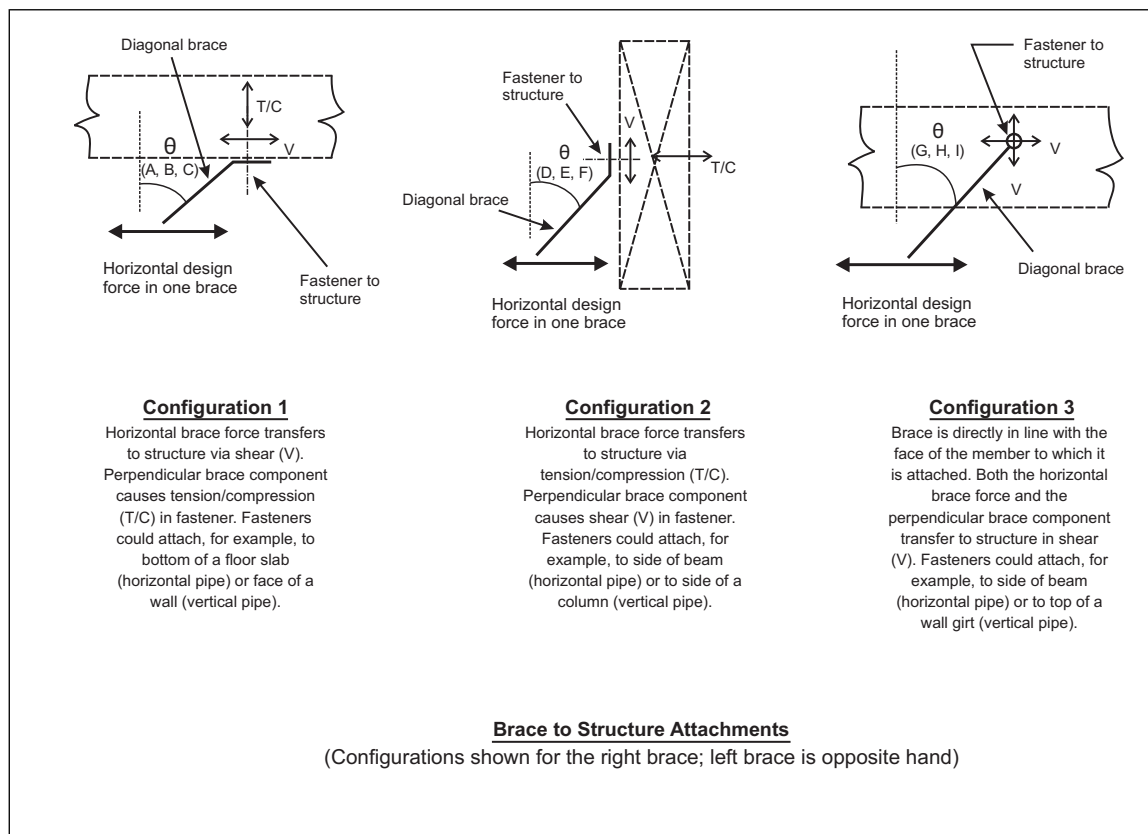 Diagonal brace
T/C
V
θ
(A, B, C)
Horizontal design
force in one brace
Fastener to
structure
Fastener to
structure
V
T/C
θ
(D, E, F)
Diagonal brace
Horizontal design
force in one brace
Fastener to
structure
θ
(G, H, I)
V
V
Diagonal brace
Horizontal design
force in one brace
Configuration 1
Horizontal brace force transfers
to structure via shear (V).
Perpendicular brace component
causes tension/compression
(T/C) in fastener. Fasteners
could attach, for example, to
bottom of a floor slab
(horizontal pipe) or face of a
wall (vertical pipe).
Configuration 2
Horizontal brace force transfers
to structure via
tension/compression (T/C).
Perpendicular brace component
causes shear (V) in fastener.
Fasteners could attach, for
example, to side of beam
(horizontal pipe) or to side of a
column (vertical pipe).
Configuration 3
Brace is directly in line with the
face of the member to which it
is attached. Both the horizontal
brace force and the
perpendicular brace component
transfer to structure in shear
(V). Fasteners could attach, for
example, to side of beam
(horizontal pipe) or to top of a
wall girt (vertical pipe).
Brace to Structure Attachments
(Configurations shown for the right brace; left brace is opposite hand)